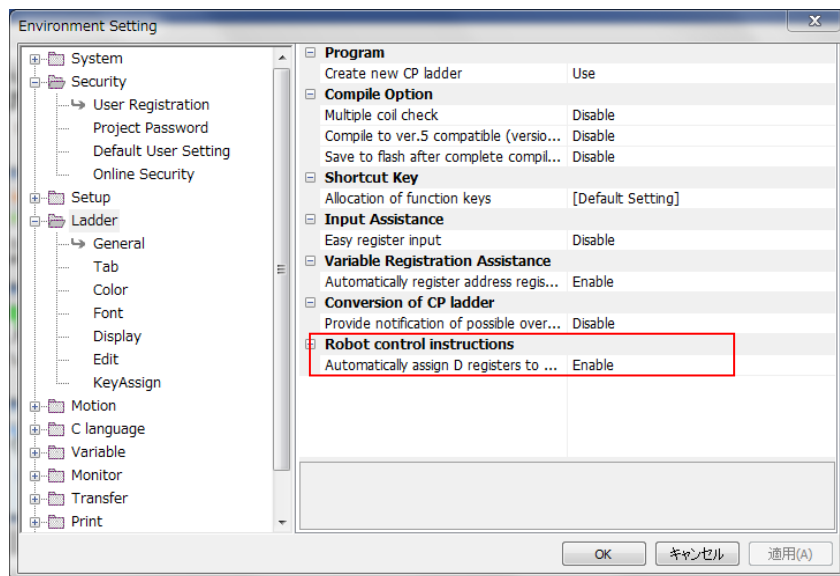 Environment Setting
System
Security
User Registration
Project Password
Default User Setting
Online Security
Setup
Ladder
General
Tab
Color
Font
Display
Edit
KeyAssign
Motion
C language
Variable
Monitor
Transfer
Print
Program
Create new CP ladder Use
Compile Option
Multiple coil check Disable
Compile to ver.5 compatible (versio... Disable
Save to flash after complete compil... Disable
Shortcut Key
Allocation of function keys [Default Setting]
Input Assistance
Easy register input Disable
Variable Registration Assistance
Automatically register address regis... Enable
Conversion of CP ladder
Provide notification of possible over... Disable
Robot control instructions
Automatically assign D registers to ... Enable
OK キャンセル 適用(A)